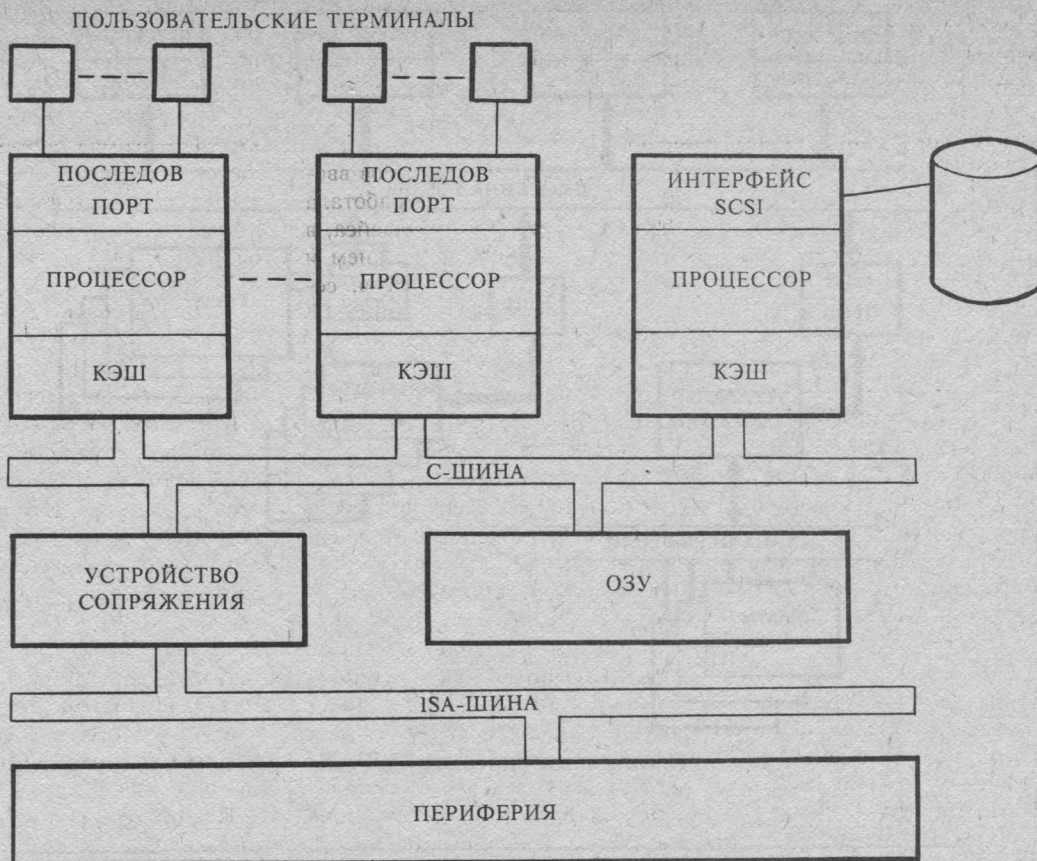 ПОЛЬЗОВАТЕЛЬСКИЕ ТЕРМИНАЛЫ
ПОСЛЕДОВ
ПОРТ
ПРОЦЕССОР
КЭШ
ПОСЛЕДОВ
ПОРТ
ПРОЦЕССОР
КЭШ
ИНТЕРФЕЙС
SCSI
ПРОЦЕССОР
КЭШ
С-ШИНА
УСТРОЙСТВО
СОПРЯЖЕНИЯ
ОЗУ
ISA-ШИНА
ПЕРИФЕРИЯ